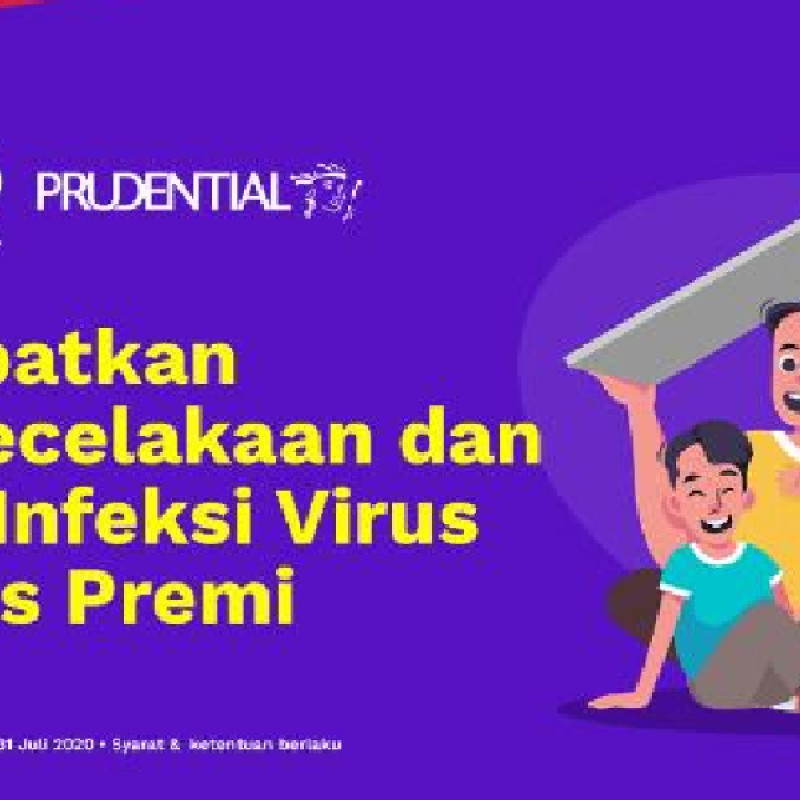 PRUDENTIAL
patkan
ecelakaan dan
Infeksi Virus
s Premi
31 Juli 2020 • Syarat & ketentuan berlaku